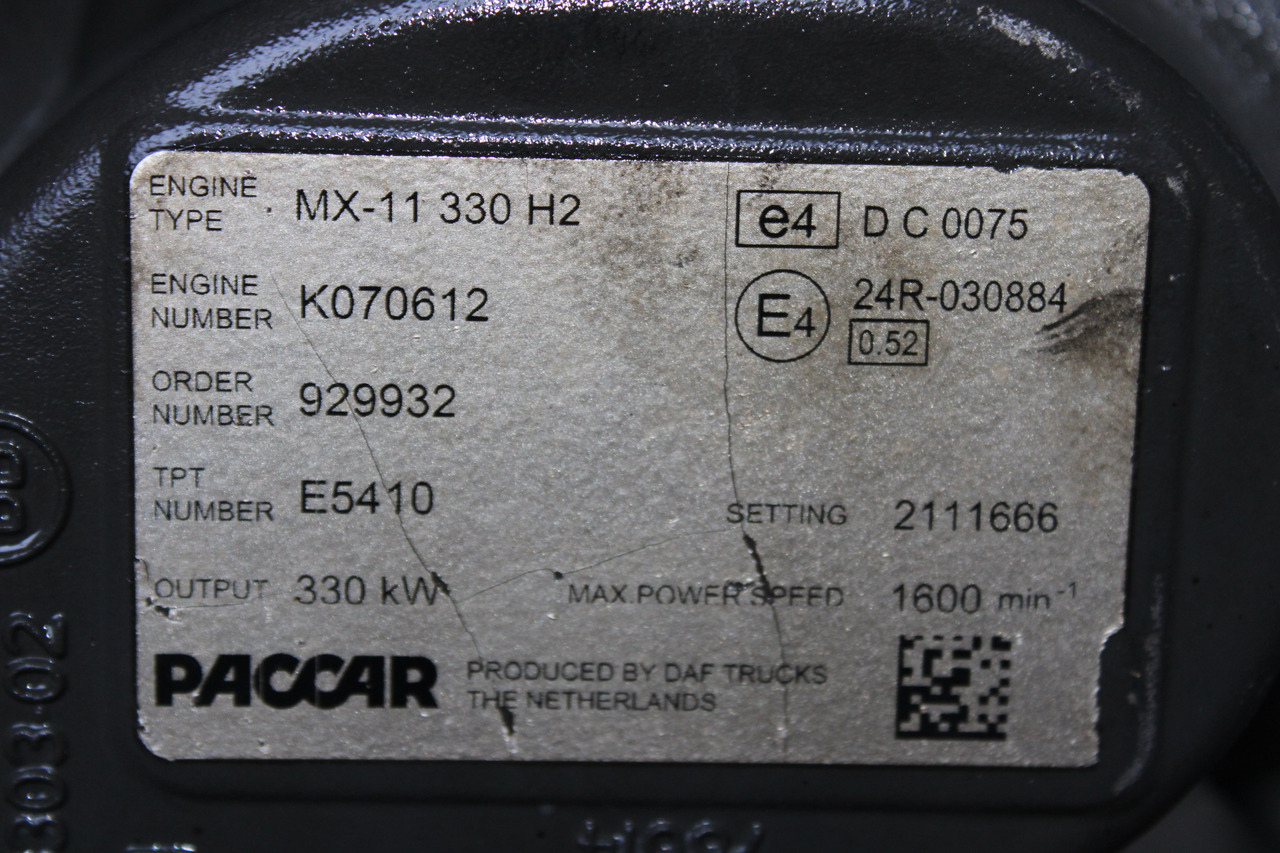 ENGINE TYPE MX-11 330 H2
e4 D C 0075
ENGINE NUMBER K070612
E4 24R-030884
0.52
ORDER NUMBER 929932
TPT NUMBER E5410
SETTING 2111666
OUTPUT 330 kW MAX.POWER SPEED 1600 min-1
PACCAR PRODUCED BY DAF TRUCKS
THE NETHERLANDS